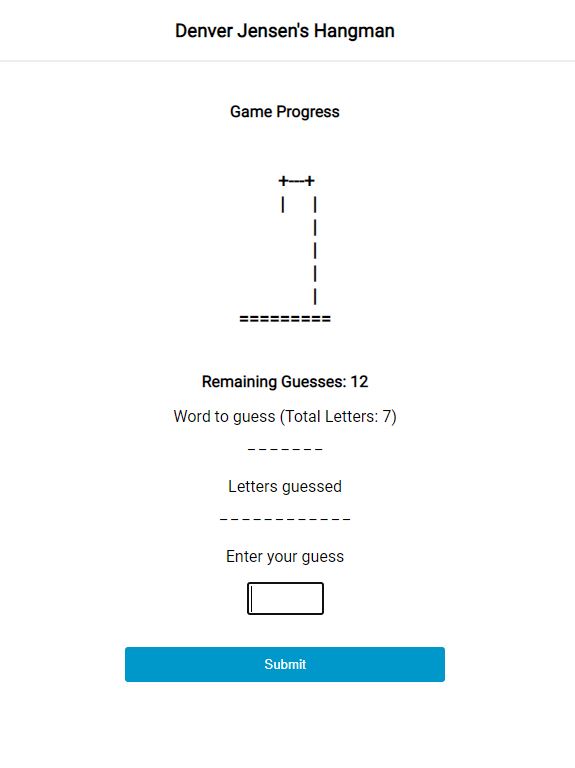 Denver Jensen's Hangman
Game Progress
+---+
|   |
|
|
|
|
=========
Remaining Guesses: 12
Word to guess (Total Letters: 7)
_ _ _ _ _ _ _
Letters guessed
_ _ _ _ _ _ _ _ _ _ _ _
Enter your guess
Submit